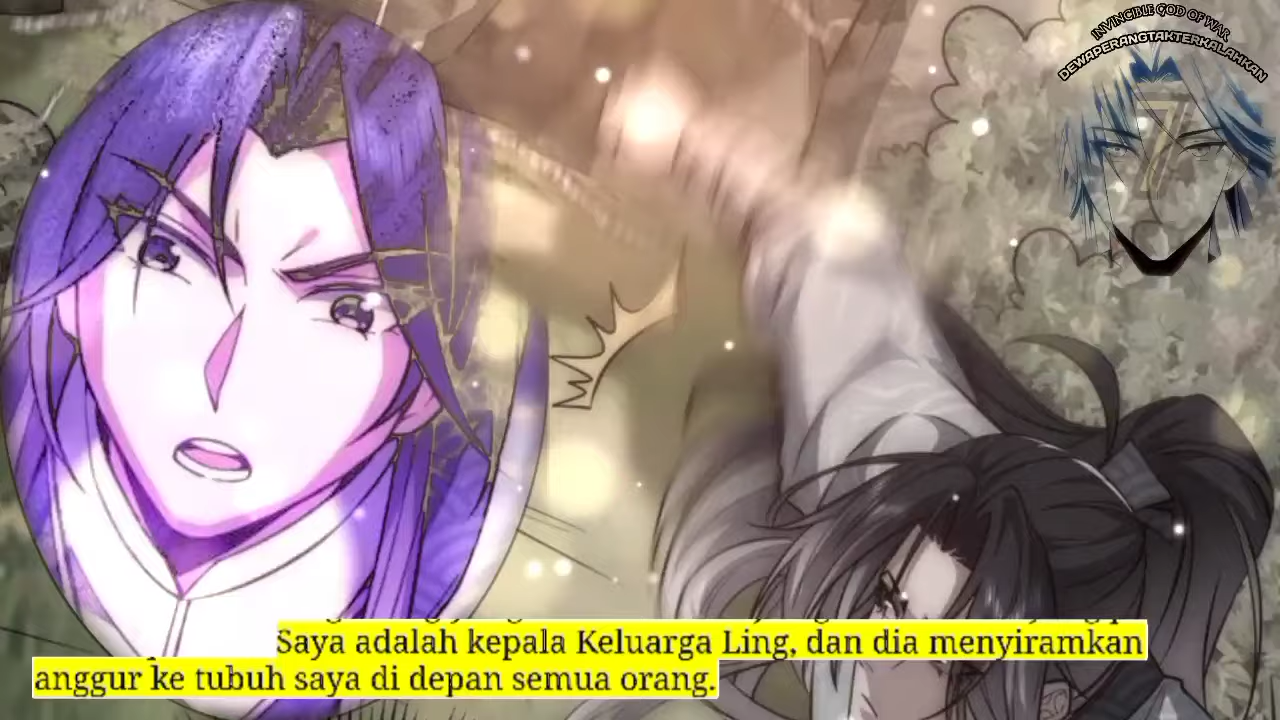 INVINCIBLE GOD OF WAR
DEWAPERANGTAKTERKALAHKAN
7
Saya adalah kepala Keluarga Ling, dan dia menyiramkan
anggur ke tubuh saya di depan semua orang.